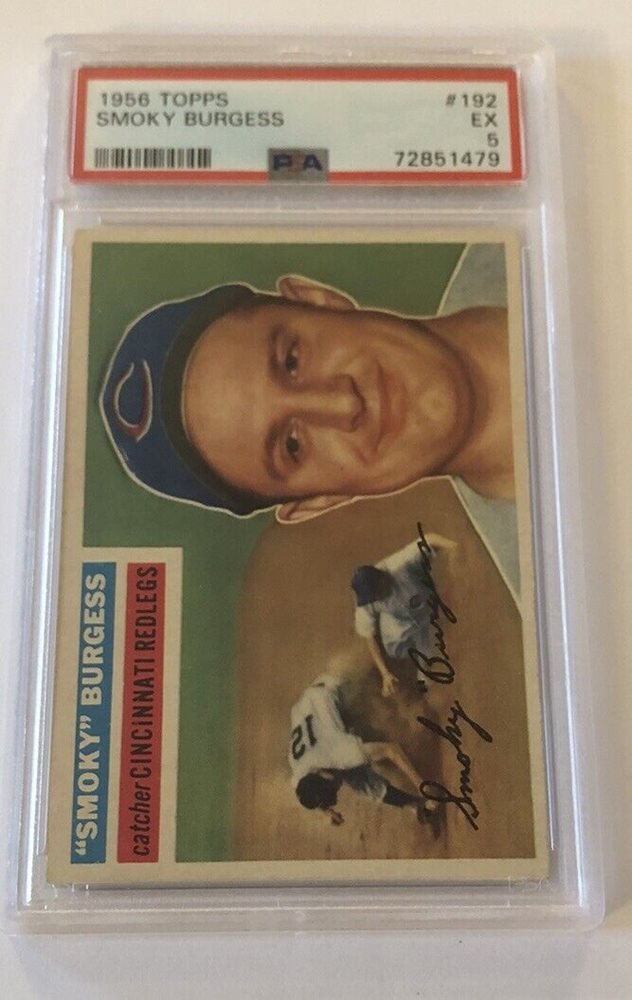 1956 TOPPS #192
SMOKY BURGESS EX
5
PSA 72851479
"SMOKY" BURGESS
catcher CINCINNATI REDLEGS
C
12
Smoky Burgess